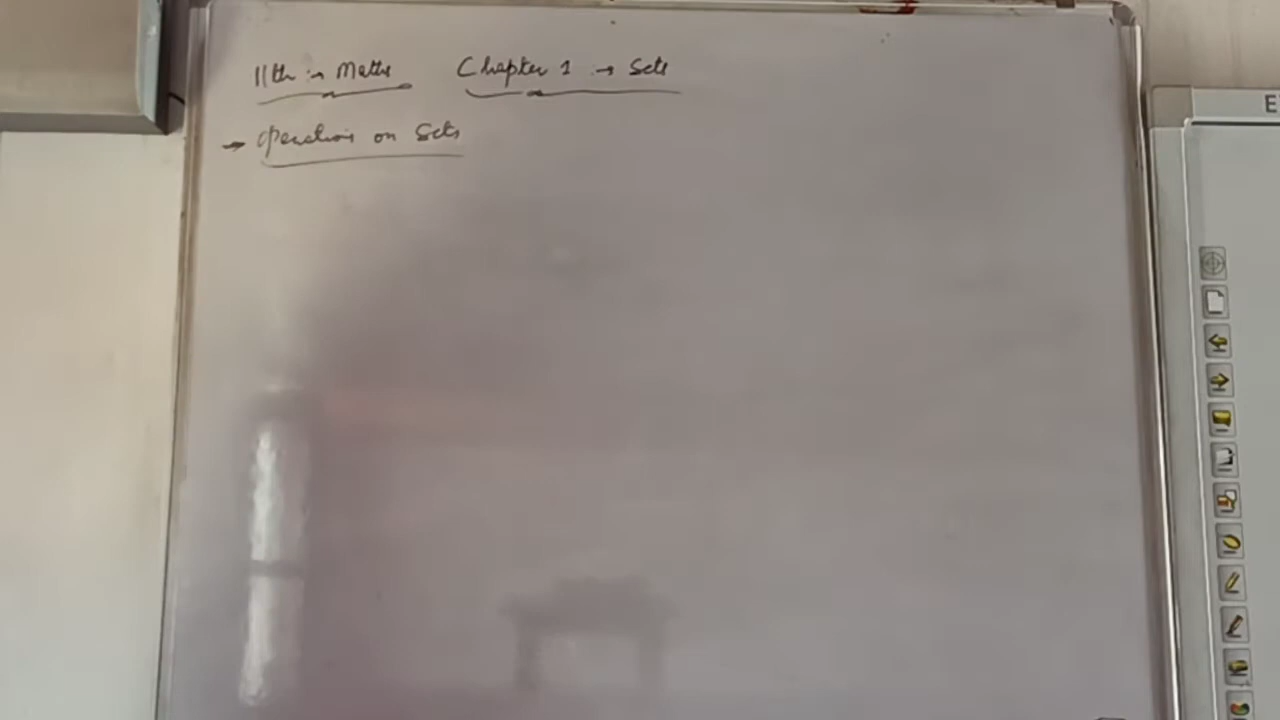 11th :→ Maths Chapter 1 :→ Sets
→ Operations on Sets
E